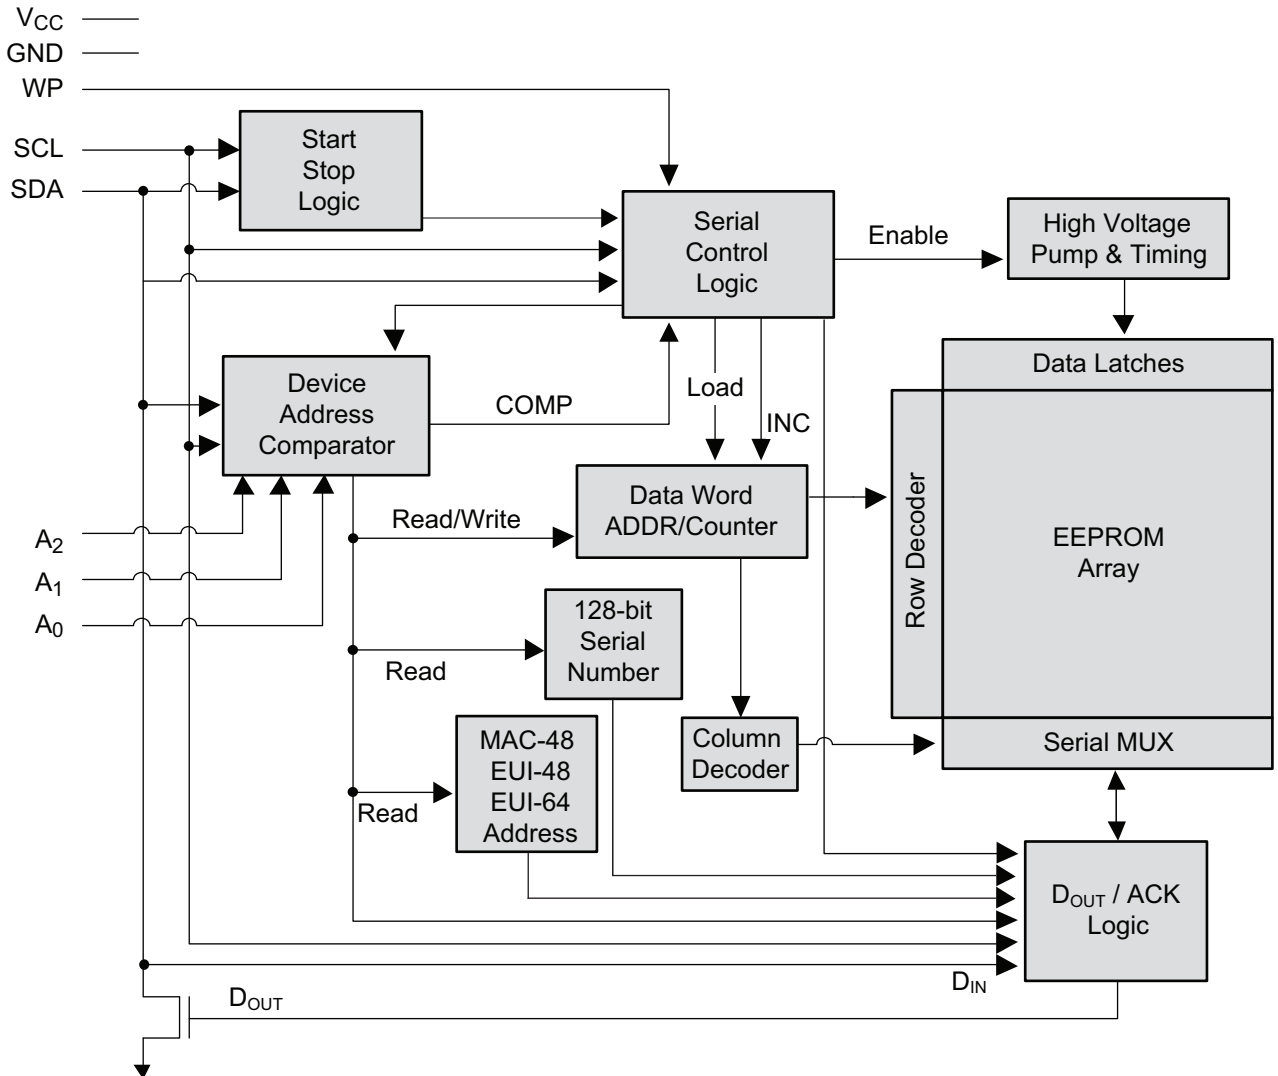 VCC
GND
WP
SCL
SDA
Start
Stop
Logic
Serial
Control
Logic
Enable
High Voltage
Pump & Timing
Data Latches
Device
Address
Comparator
COMP
Load
INC
Data Word
ADDR/Counter
Read/Write
Row Decoder
EEPROM
Array
A2
A1
A0
128-bit
Serial
Number
Read
MAC-48
EUI-48
EUI-64
Address
Read
Column
Decoder
Serial MUX
DOUT / ACK
Logic
DIN
DOUT